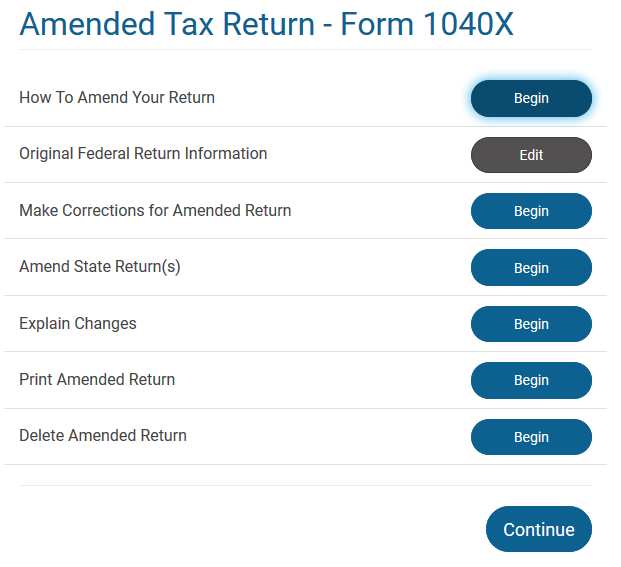 Amended Tax Return - Form 1040X
How To Amend Your Return Begin
Original Federal Return Information Edit
Make Corrections for Amended Return Begin
Amend State Return(s) Begin
Explain Changes Begin
Print Amended Return Begin
Delete Amended Return Begin
Continue